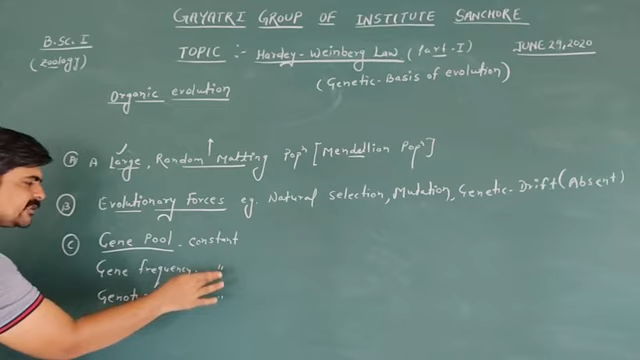 GAYATRI GROUP OF INSTITUTE SANCHORE
B.Sc. I
(Zoology)
TOPIC :- Hardey-Weinberg Law (Part-I)
JUNE 29, 2020
(Genetic-Basis of evolution)
Organic evolution
(A) A Large, Random Matting Popⁿ [Mendellion Popⁿ]
(B) Evolutionary Forces eg. Natural selection, Mutation, Genetic-Drift (Absent)
(C) Gene Pool - constant
Gene frequency - "
"